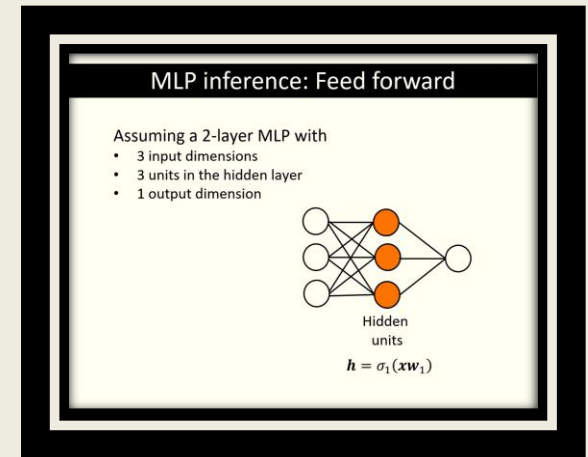 MLP inference: Feed forward
Assuming a 2-layer MLP with
• 3 input dimensions
• 3 units in the hidden layer
• 1 output dimension
Hidden
units
𝒉 = σ₁(𝒙𝒘₁)